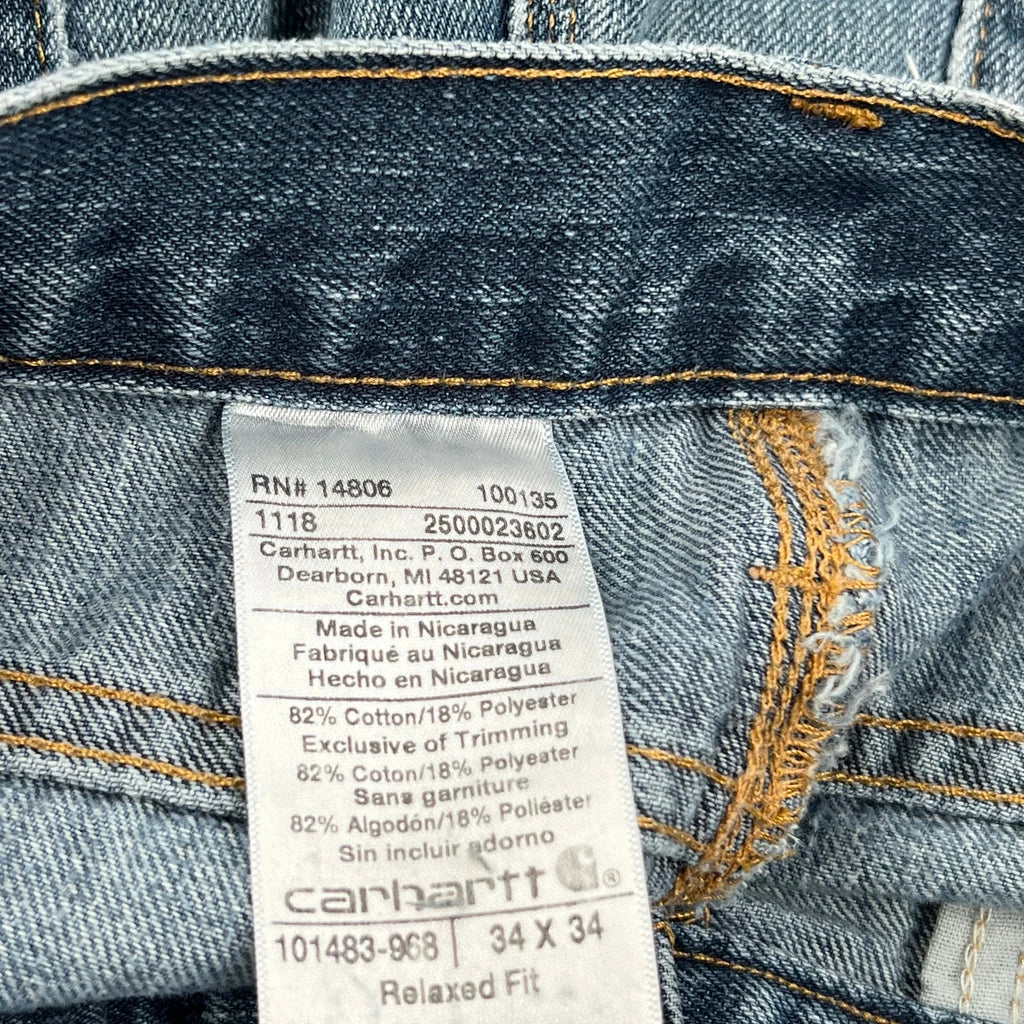 RN# 14806 100135
1118 2500023602
Carhartt, Inc. P. O. Box 600
Dearborn, MI 48121 USA
Carhartt.com
Made in Nicaragua
Fabriqué au Nicaragua
Hecho en Nicaragua
82% Cotton/18% Polyester
Exclusive of Trimming
82% Coton/18% Polyester
Sans garniture
82% Algodón/18% Poliéster
Sin incluir adorno
carhartt ®
101483-968 | 34 X 34
Relaxed Fit